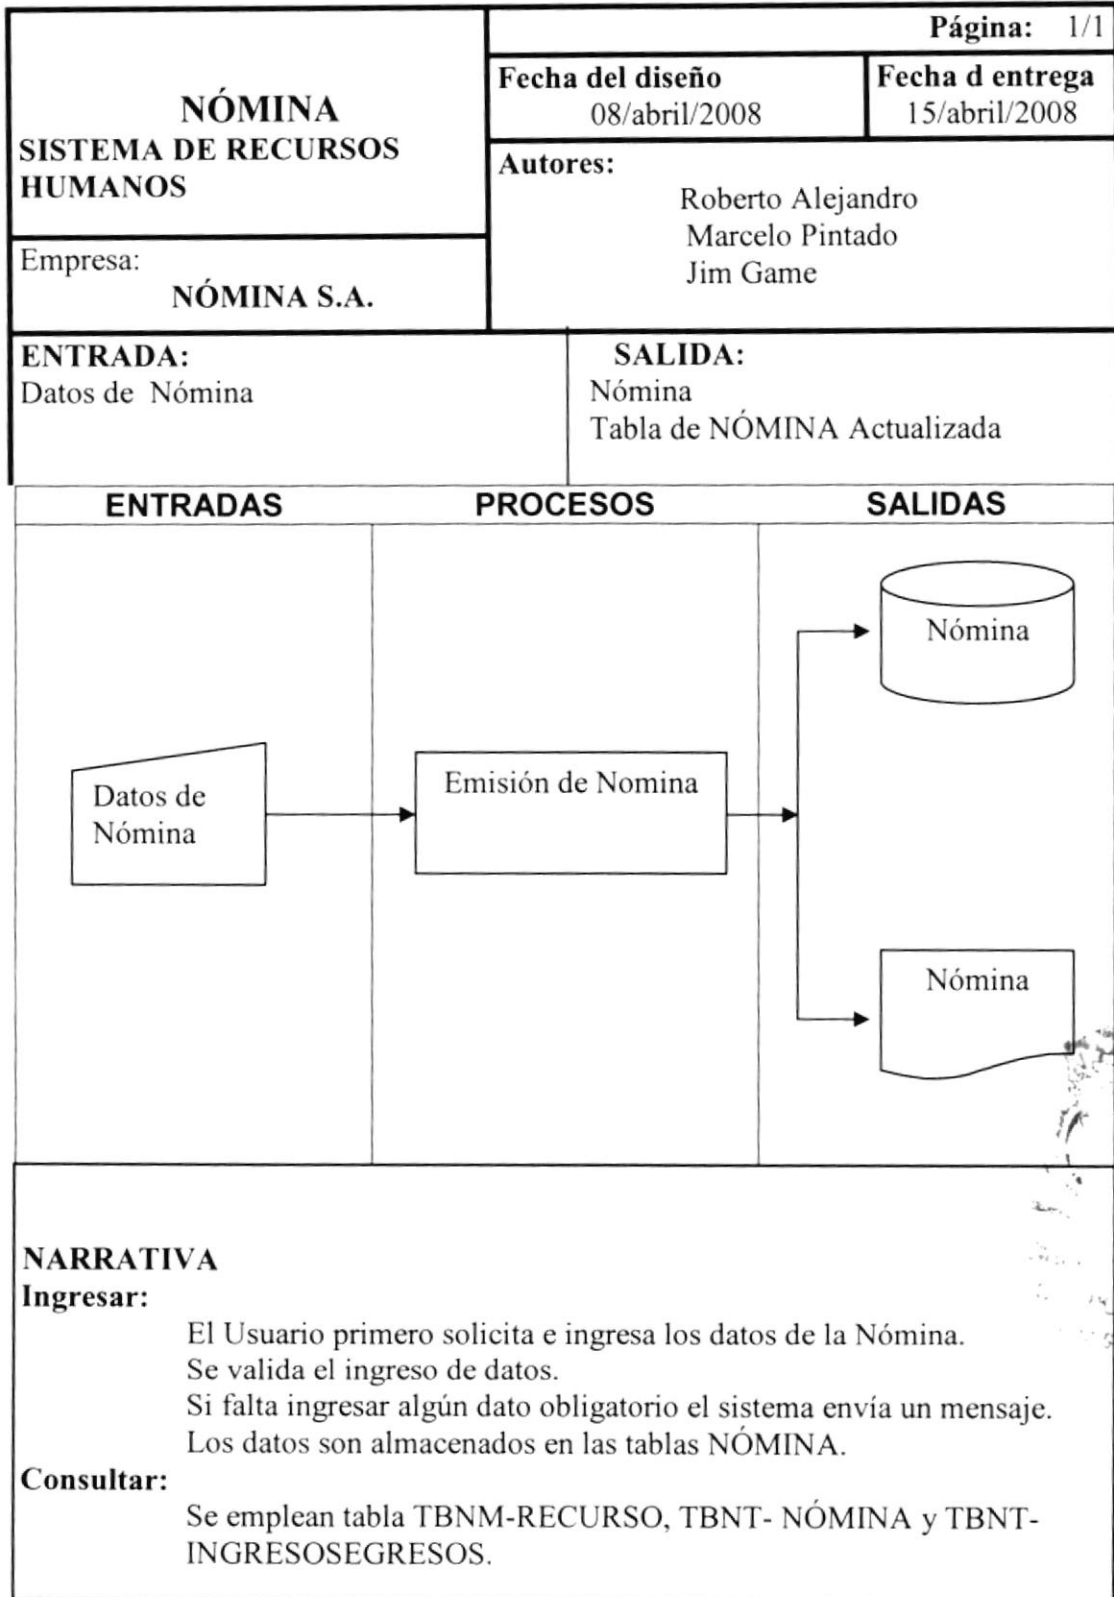 Página: 1/1
NÓMINA
SISTEMA DE RECURSOS
HUMANOS
Fecha del diseño
08/abril/2008
Fecha d entrega
15/abril/2008
Autores:
Roberto Alejandro
Marcelo Pintado
Jim Game
Empresa:
NÓMINA S.A.
ENTRADA:
Datos de Nómina
SALIDA:
Nómina
Tabla de NÓMINA Actualizada
ENTRADAS
PROCESOS
SALIDAS
Datos de
Nómina
Emisión de Nomina
Nómina
Nómina
NARRATIVA
Ingresar:
El Usuario primero solicita e ingresa los datos de la Nómina.
Se valida el ingreso de datos.
Si falta ingresar algún dato obligatorio el sistema envía un mensaje.
Los datos son almacenados en las tablas NÓMINA.
Consultar:
Se emplean tabla TBNM-RECURSO, TBNT- NÓMINA y TBNT-
INGRESOSEGRESOS.